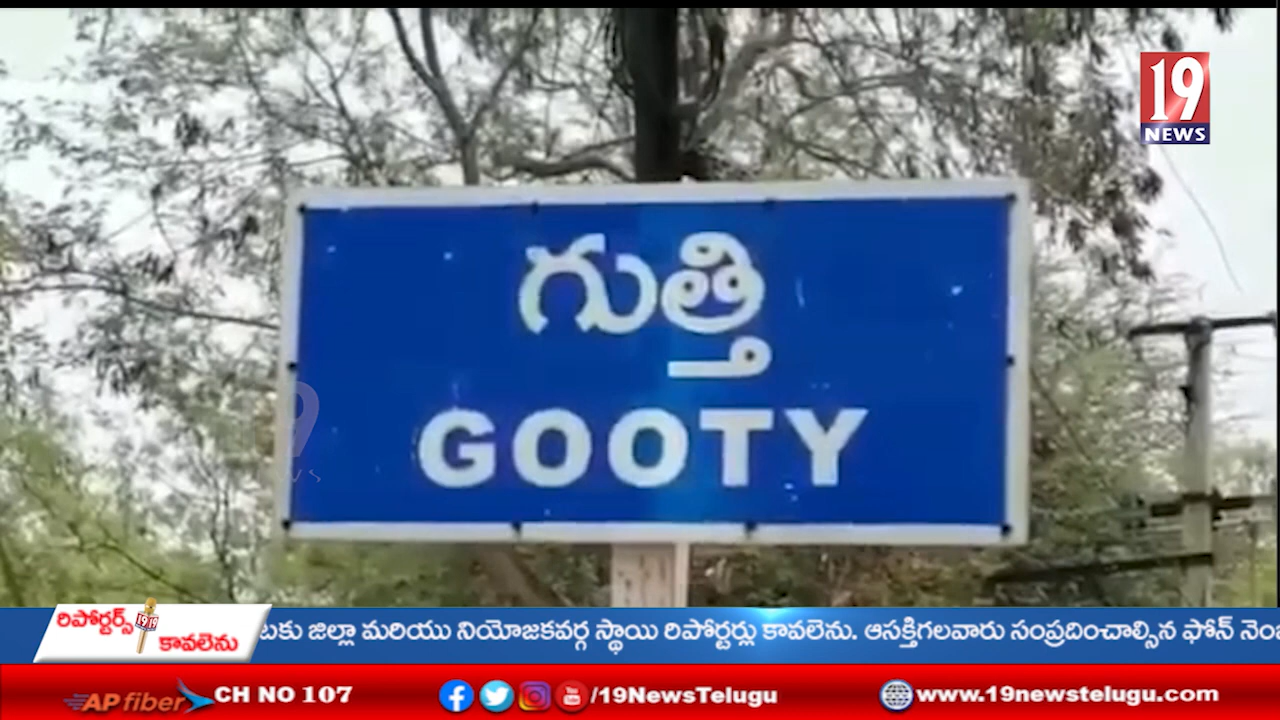 19
NEWS
గుత్తి
GOOTY
రిపోర్టర్స్
కావలెను
టకు జిల్లా మరియు నియోజకవర్గ స్థాయి రిపోర్టర్లు కావలెను. ఆసక్తిగలవారు సంప్రదించాల్సిన ఫోన్
AP fiber CH NO 107 /19NewsTelugu www.19newstelugu.com